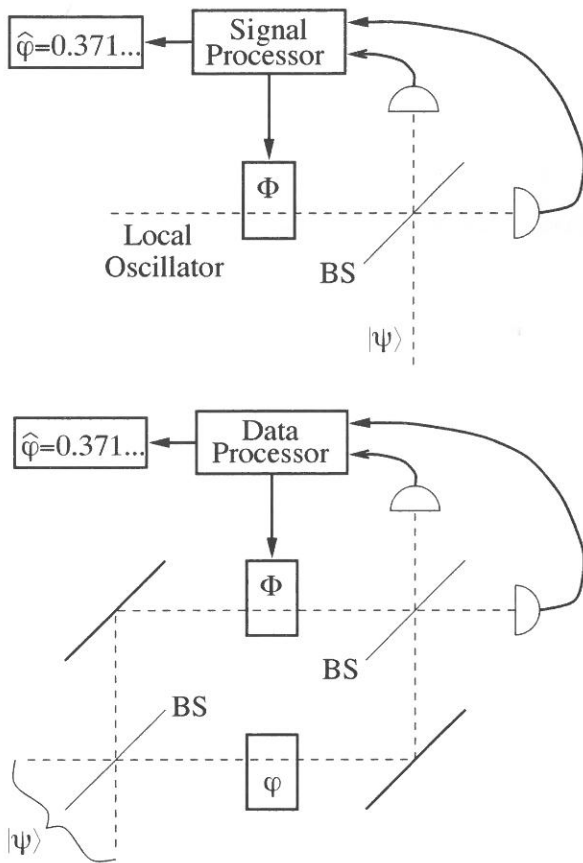 φ̂=0.371...
Signal
Processor
Φ
Local
Oscillator
BS
|ψ⟩
φ̂=0.371...
Data
Processor
Φ
BS
BS
φ
|ψ⟩